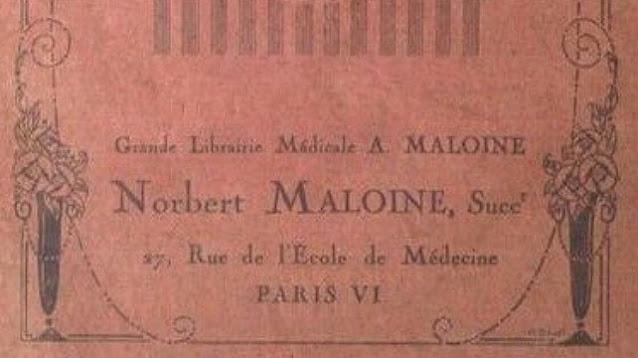 Grande Librairie Médicale A. MALOINE
Norbert MALOINE, Succr
27, Rue de l'École de Médecine
PARIS VI